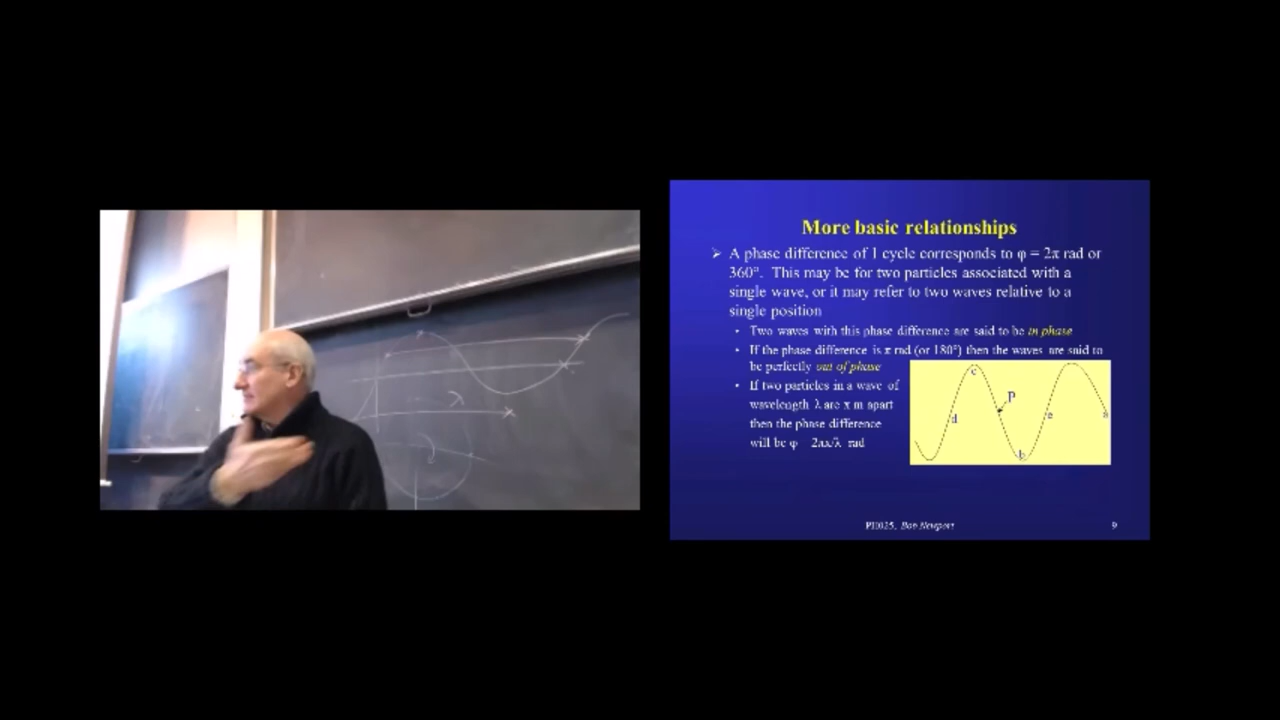 More basic relationships
➢ A phase difference of 1 cycle corresponds to φ = 2π rad or
360°. This may be for two particles associated with a
single wave, or it may refer to two waves relative to a
single position
• Two waves with this phase difference are said to be in phase
• If the phase difference is π rad (or 180°) then the waves are said to
be perfectly out of phase
• If two particles in a wave of
wavelength λ are x m apart
then the phase difference
will be φ = 2πx/λ rad
c
P
d
e
a
b
λ
PH025, Bob Newport
9